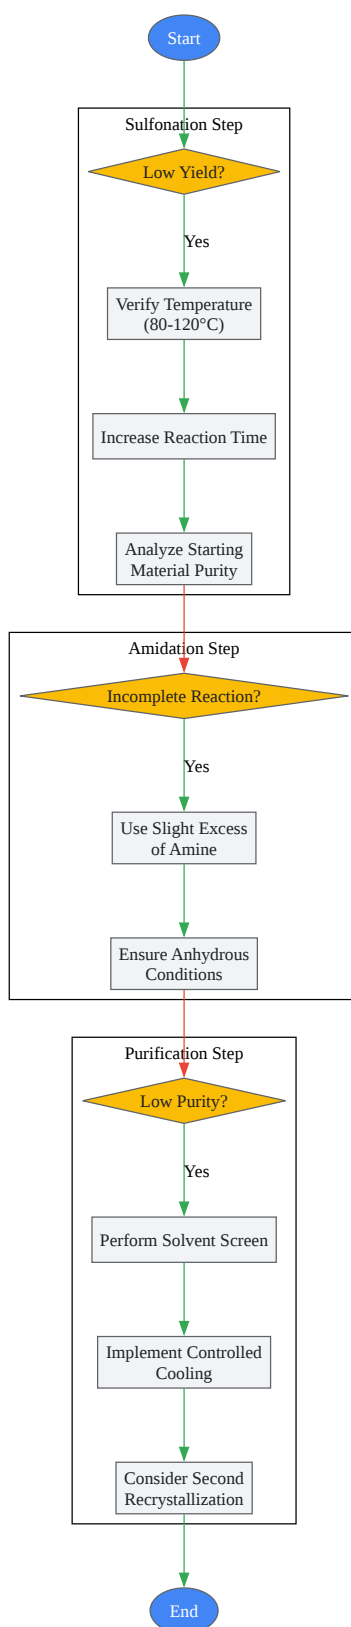 Start
Sulfonation Step
Low Yield?
Yes
Verify Temperature
(80-120°C)
Increase Reaction Time
Analyze Starting
Material Purity
Amidation Step
Incomplete Reaction?
Yes
Use Slight Excess
of Amine
Ensure Anhydrous
Conditions
Purification Step
Low Purity?
Yes
Perform Solvent Screen
Implement Controlled
Cooling
Consider Second
Recrystallization
End